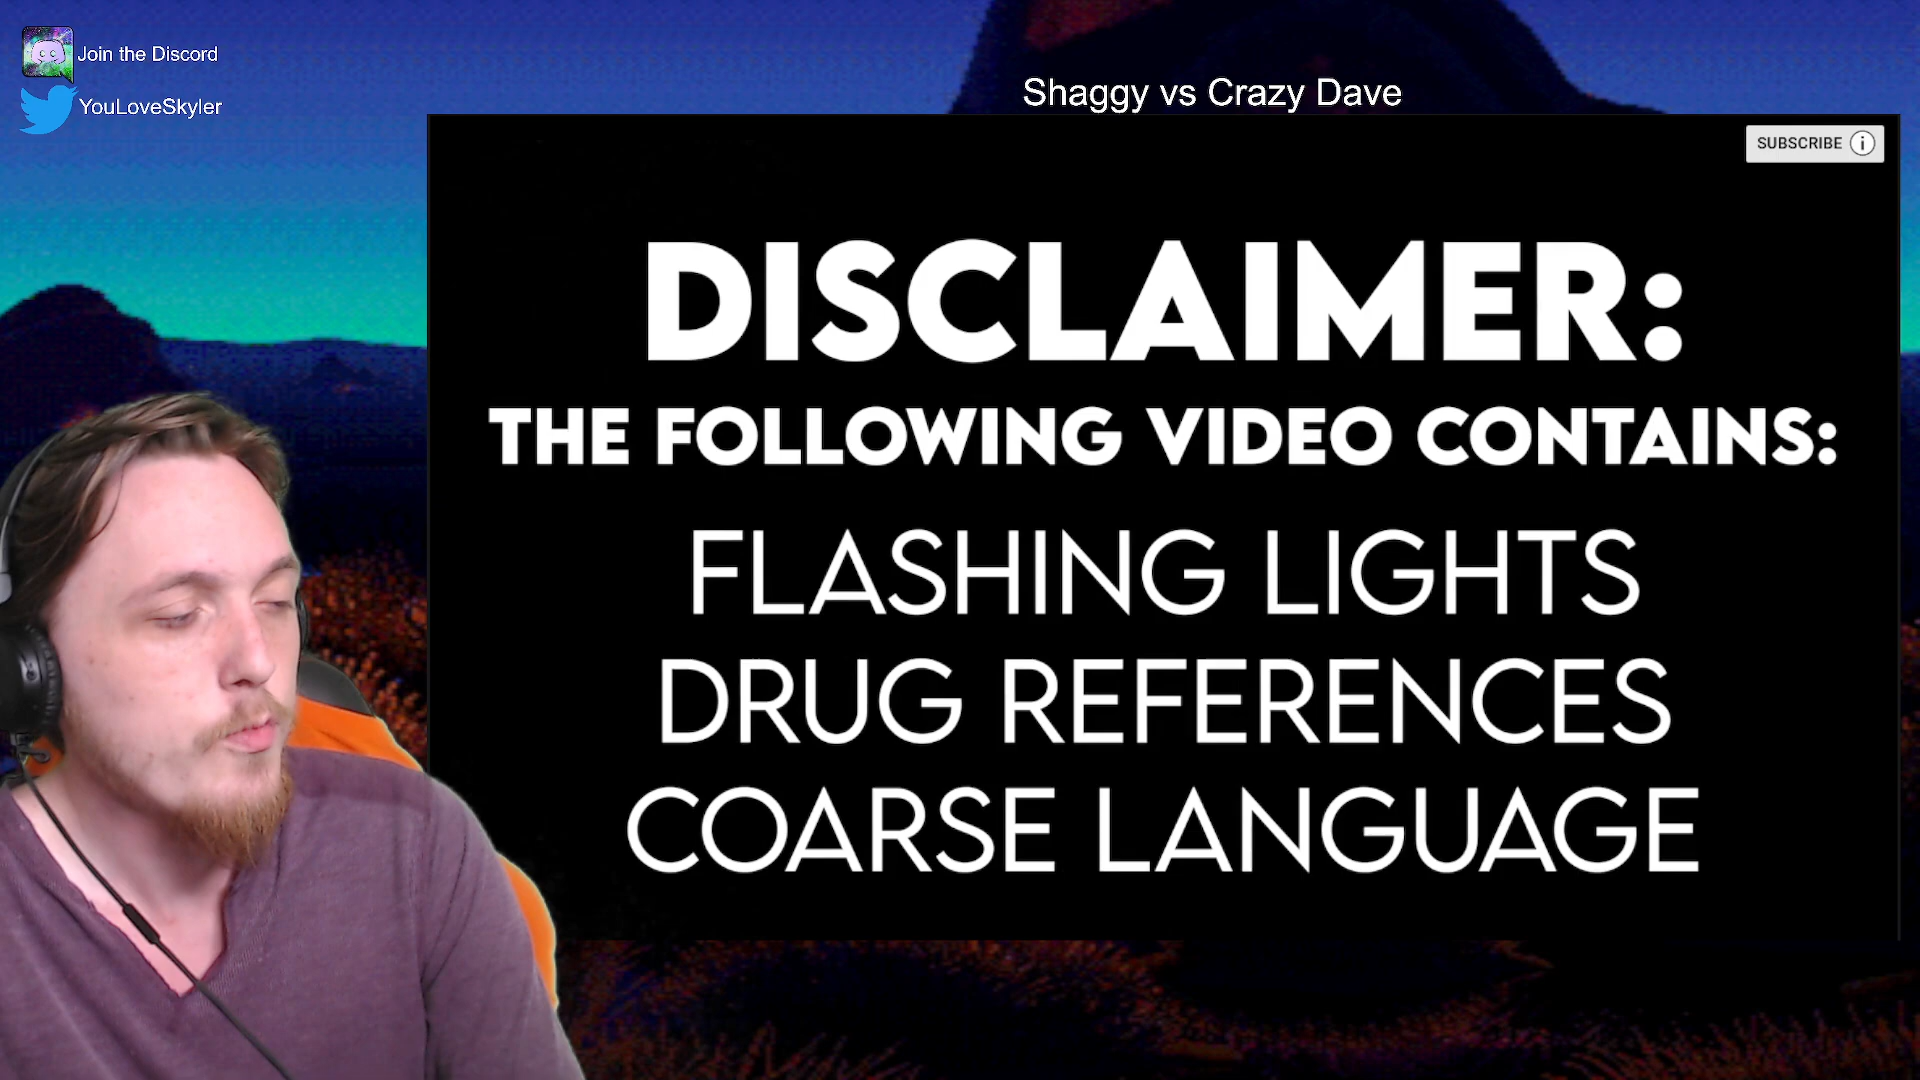 Join the Discord
YouLoveSkyler
Shaggy vs Crazy Dave
SUBSCRIBE
DISCLAIMER:
THE FOLLOWING VIDEO CONTAINS:
FLASHING LIGHTS
DRUG REFERENCES
COARSE LANGUAGE